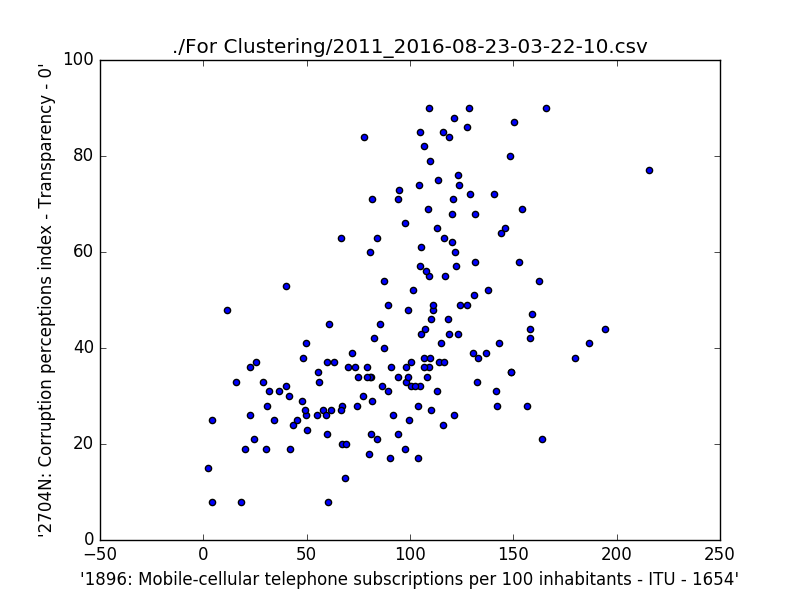 ./For Clustering/2011_2016-08-23-03-22-10.csv
100
80
60
40
20
0
'2704N: Corruption perceptions index - Transparency - 0'
−50 0 50 100 150 200 250
'1896: Mobile-cellular telephone subscriptions per 100 inhabitants - ITU - 1654'